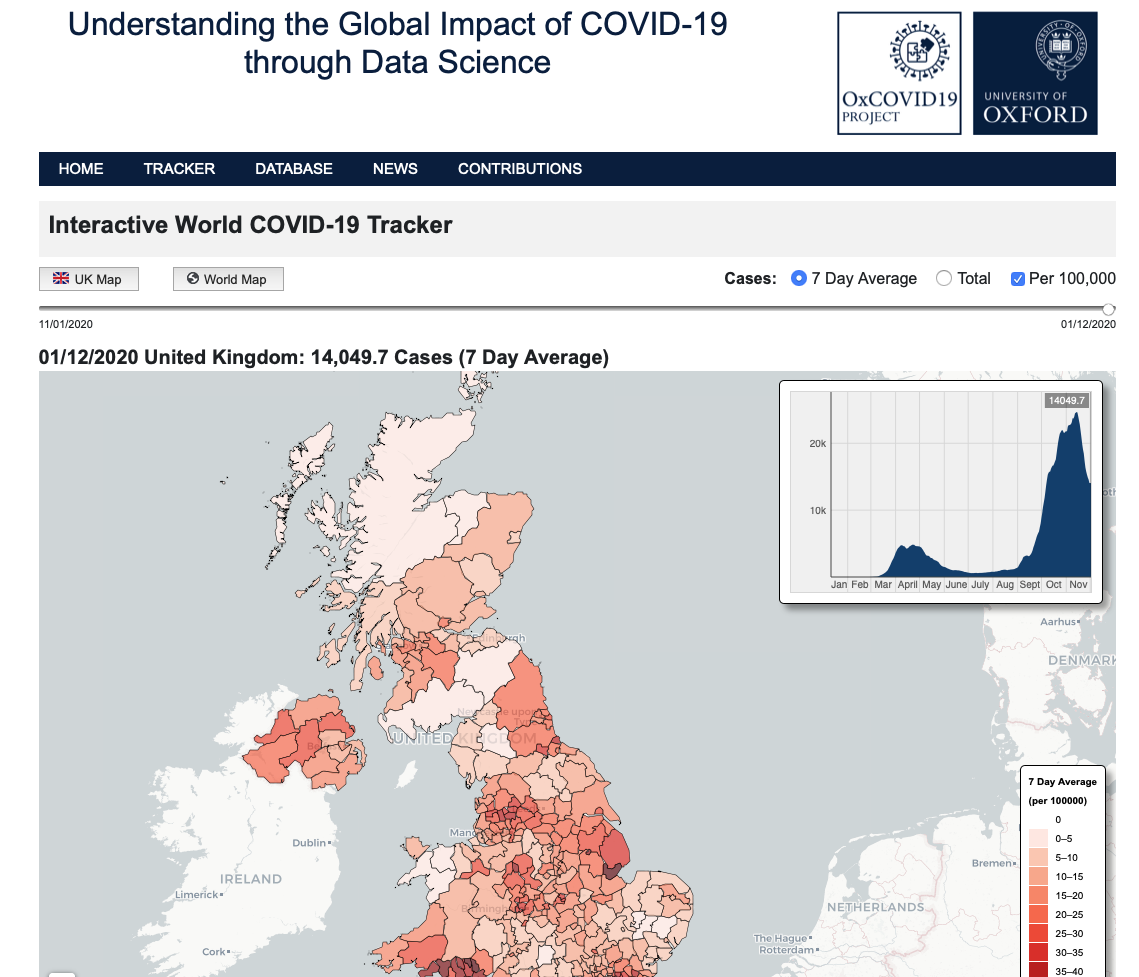 Understanding the Global Impact of COVID-19
through Data Science
OxCOVID19
PROJECT
UNIVERSITY OF
OXFORD
HOME TRACKER DATABASE NEWS CONTRIBUTIONS
Interactive World COVID-19 Tracker
UK Map World Map Cases: 7 Day Average Total Per 100,000
11/01/2020 01/12/2020
01/12/2020 United Kingdom: 14,049.7 Cases (7 Day Average)
14049.7
20k
10k
Jan Feb Mar April May June July Aug Sept Oct Nov
Aarhus
DENMARK
Newcastle upon
UNITED KINGDOM
Dublin
IRELAND
Limerick
Cork
Bremen
NETHERLANDS
The Hague
Rotterdam
7 Day Average
(per 100000)
0
0–5
5–10
10–15
15–20
20–25
25–30
30–35
35–40